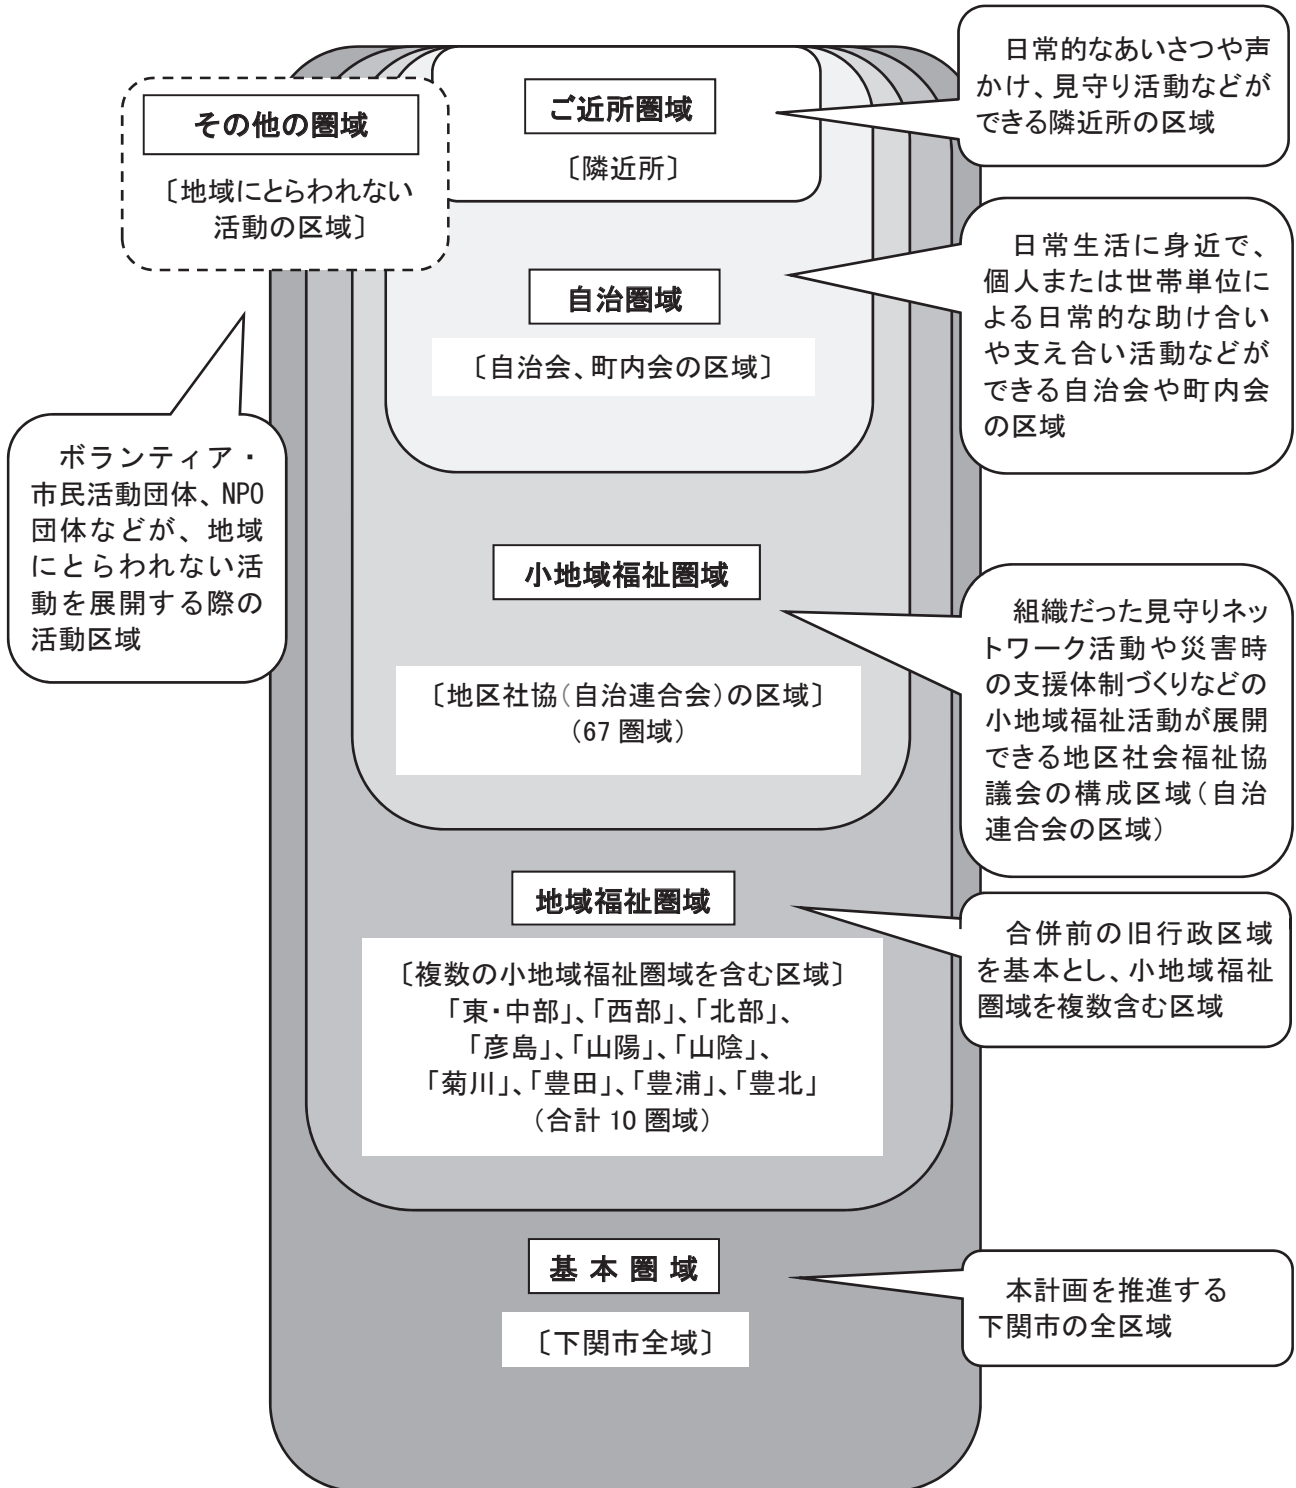 その他の圏域
〔地域にとらわれない
活動の区域〕
ボランティア・
市民活動団体、NPO
団体などが、地域
にとらわれない活
動を展開する際の
活動区域
ご近所圏域
〔隣近所〕
日常的なあいさつや声
かけ、見守り活動などが
できる隣近所の区域
自治圏域
〔自治会、町内会の区域〕
日常生活に身近で、
個人または世帯単位に
よる日常的な助け合い
や支え合い活動などが
できる自治会や町内会
の区域
小地域福祉圏域
〔地区社協(自治連合会)の区域〕
(67 圏域)
組織だった見守りネッ
トワーク活動や災害時
の支援体制づくりなどの
小地域福祉活動が展開
できる地区社会福祉協
議会の構成区域(自治
連合会の区域)
地域福祉圏域
〔複数の小地域福祉圏域を含む区域〕
「東・中部」、「西部」、「北部」、
「彦島」、「山陽」、「山陰」、
「菊川」、「豊田」、「豊浦」、「豊北」
(合計 10 圏域)
合併前の旧行政区域
を基本とし、小地域福祉
圏域を複数含む区域
基 本 圏 域
〔下関市全域〕
本計画を推進する
下関市の全区域